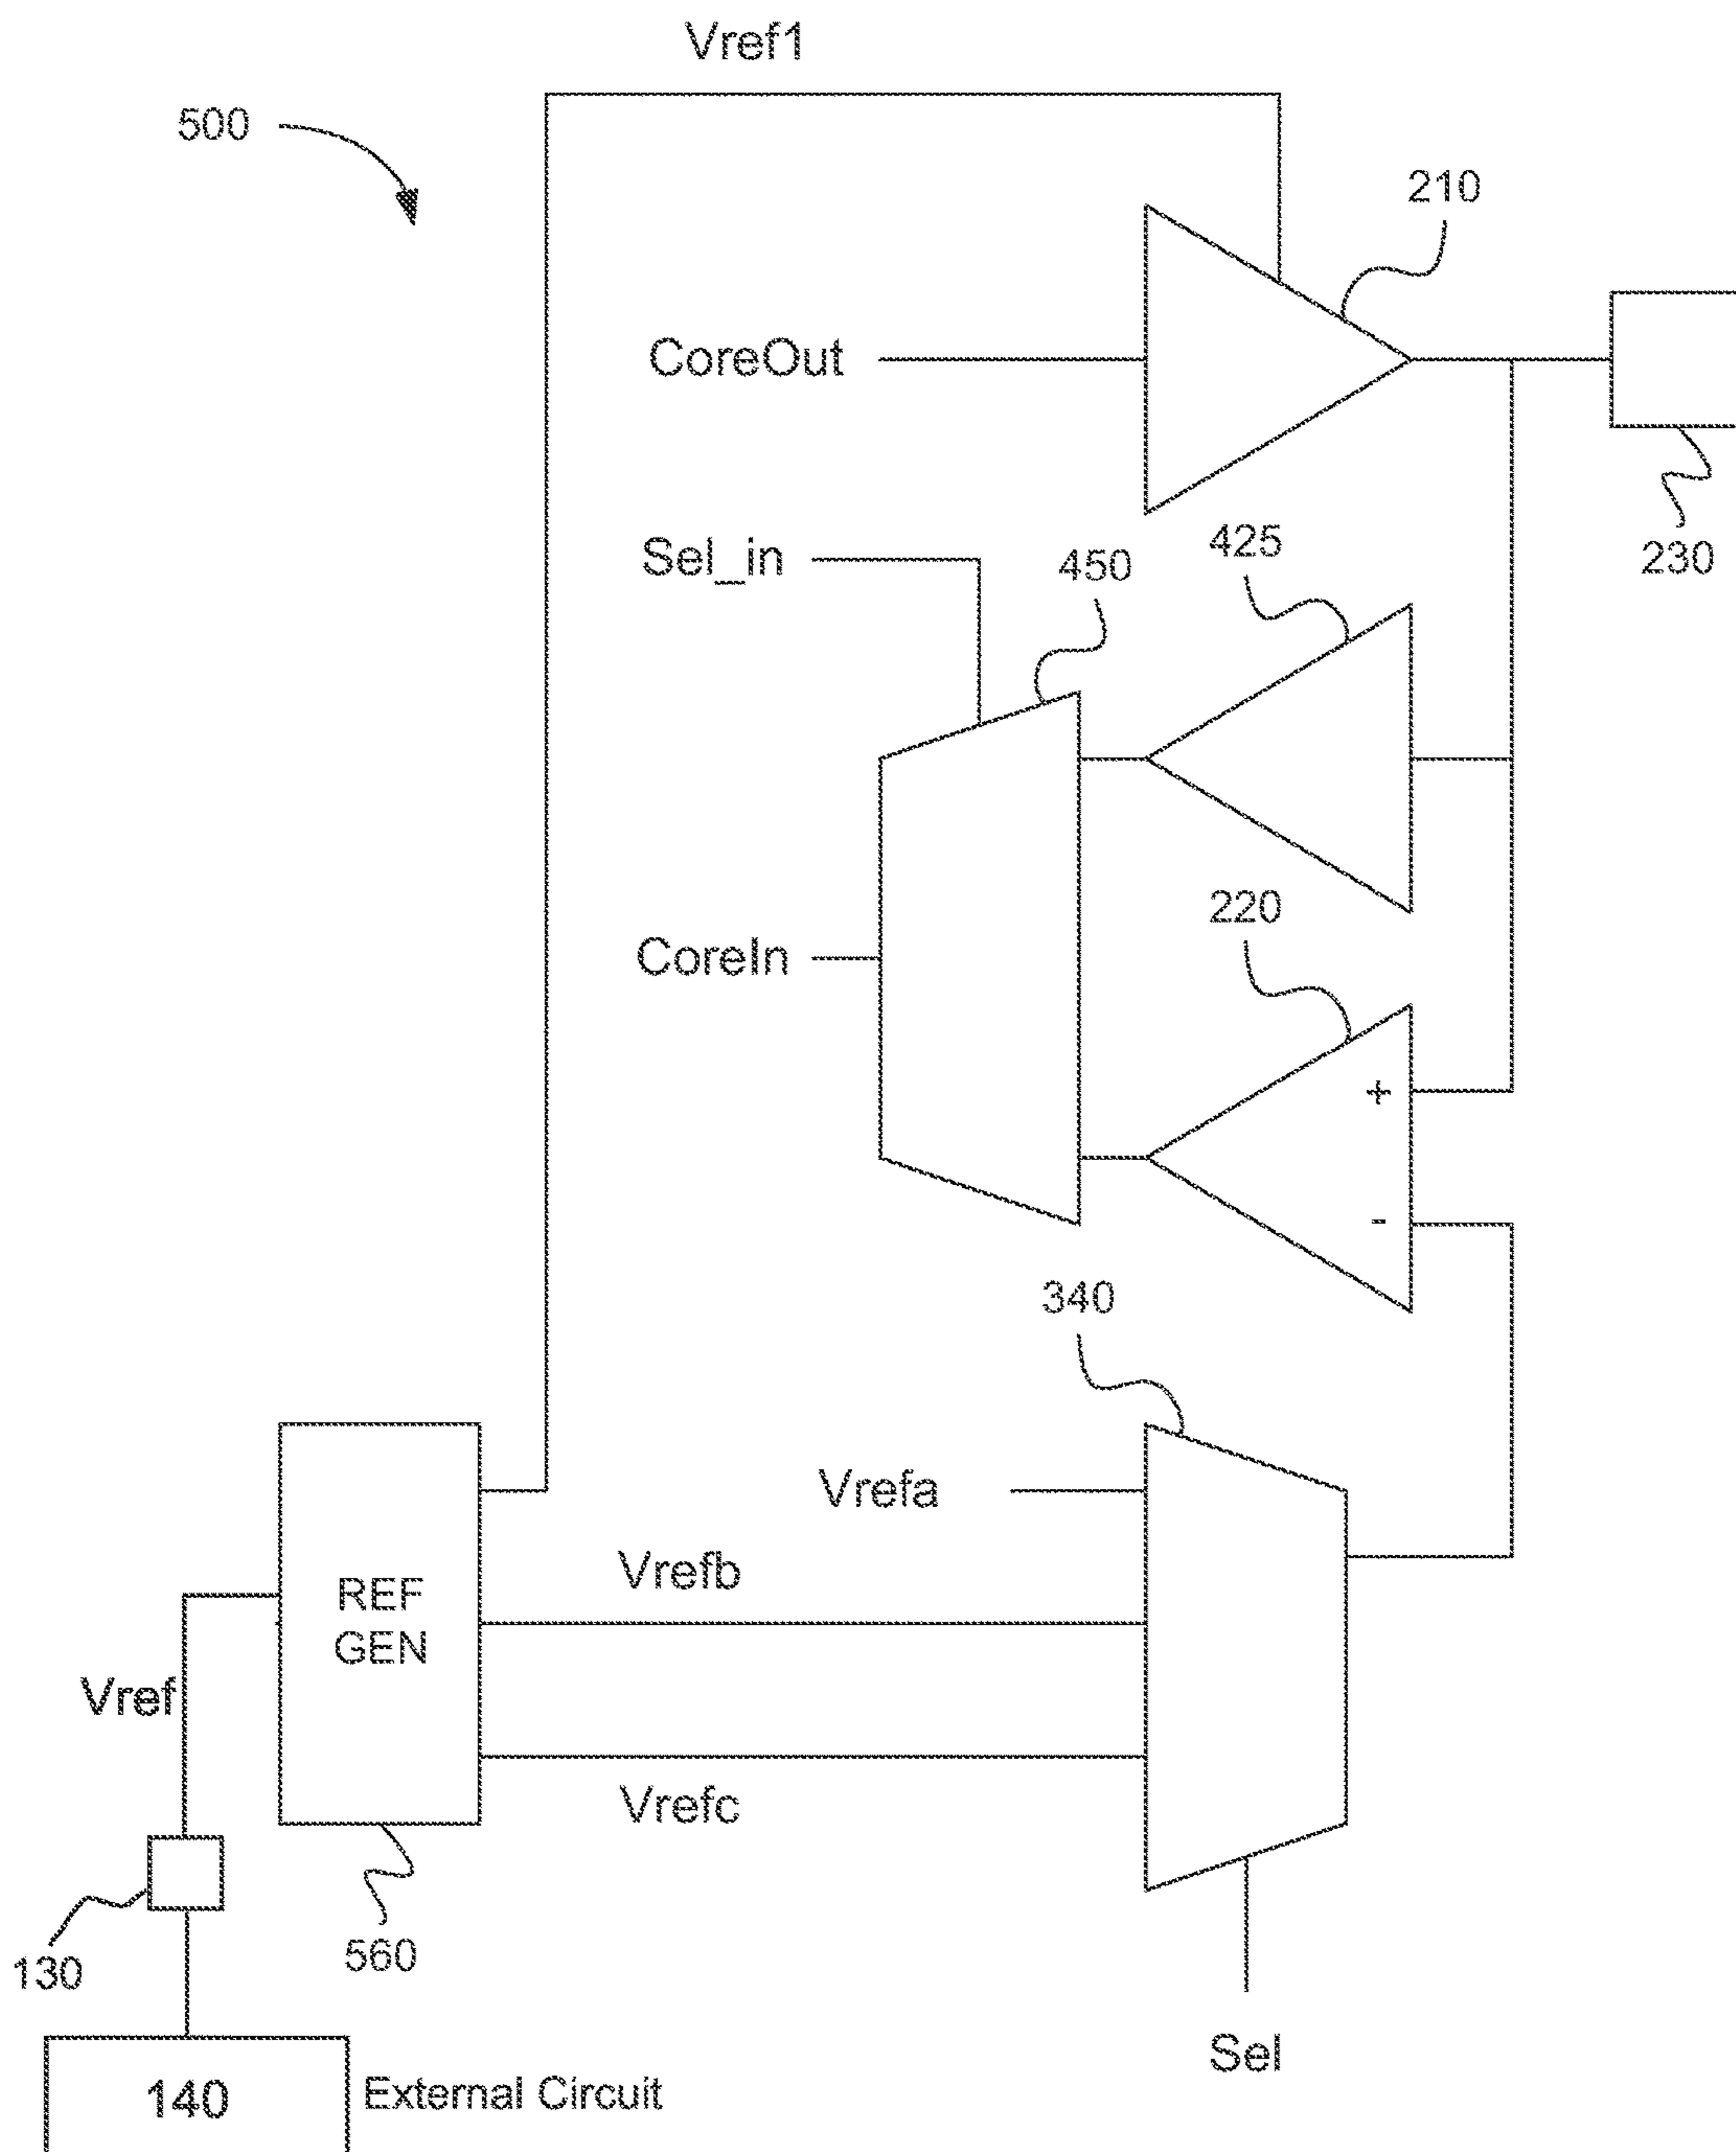 Vref1
500
210
CoreOut
230
Sel_in
450
425
220
CoreIn
+
-
340
Vrefa
Vrefb
REF
GEN
Vref
Vrefc
130
560
Sel
140
External Circuit